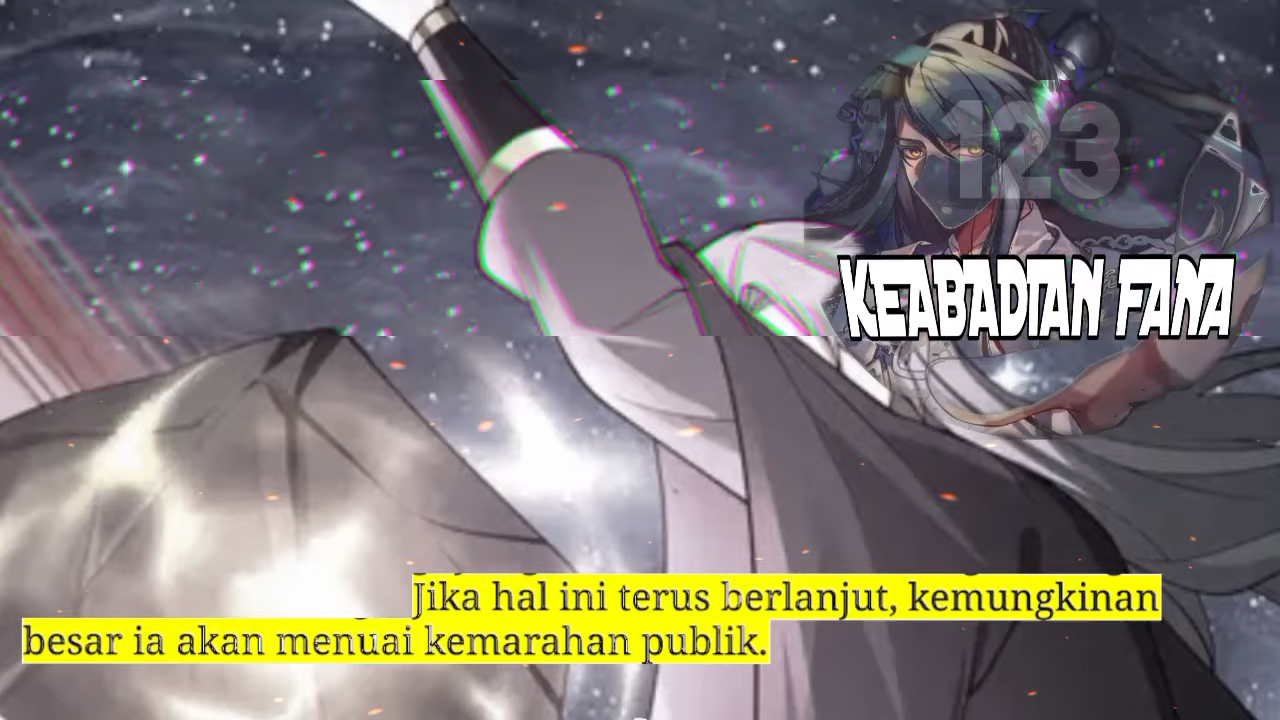 123
KEABADIAN FANA
Jika hal ini terus berlanjut, kemungkinan
besar ia akan menuai kemarahan publik.